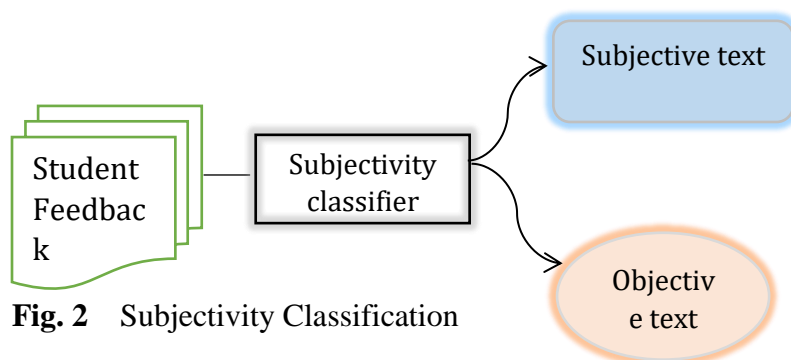 Student
Feedbac
k
Subjectivity
classifier
Subjective text
Objectiv
e text
Fig. 2 Subjectivity Classification